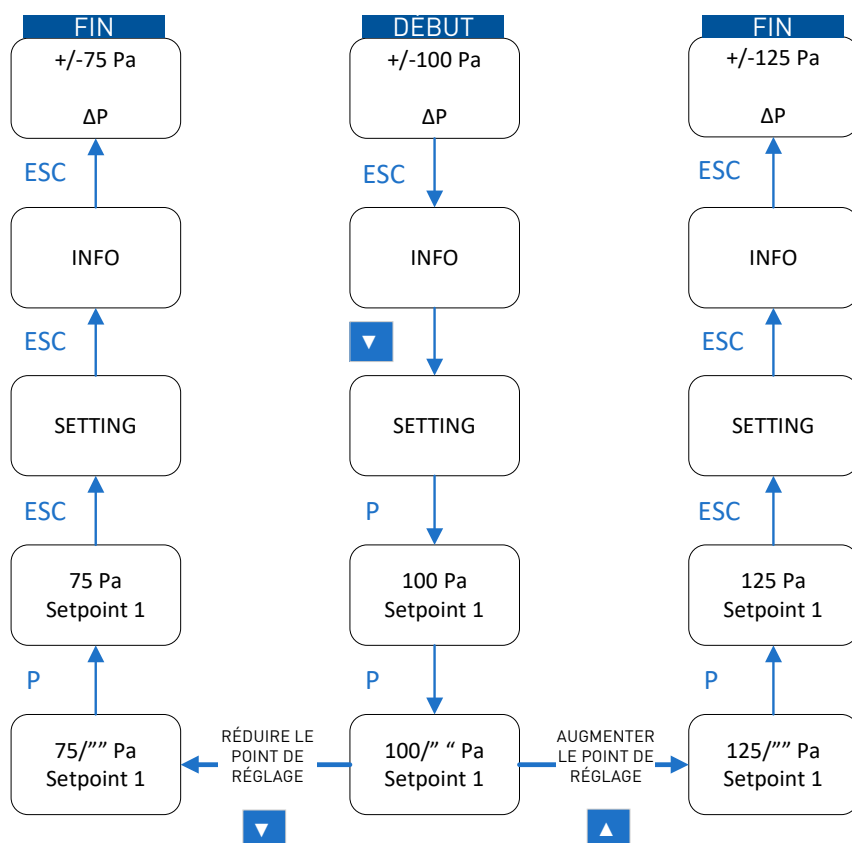 FIN
+/-75 Pa
ΔP
ESC
INFO
ESC
SETTING
ESC
75 Pa
Setpoint 1
P
75/”” Pa
Setpoint 1
RÉDUIRE LE
POINT DE
RÉGLAGE
▼
DÉBUT
+/-100 Pa
ΔP
ESC
INFO
▼
SETTING
P
100 Pa
Setpoint 1
P
100/” “ Pa
Setpoint 1
AUGMENTER
LE POINT DE
RÉGLAGE
▲
FIN
+/-125 Pa
ΔP
ESC
INFO
ESC
SETTING
ESC
125 Pa
Setpoint 1
P
125/”” Pa
Setpoint 1